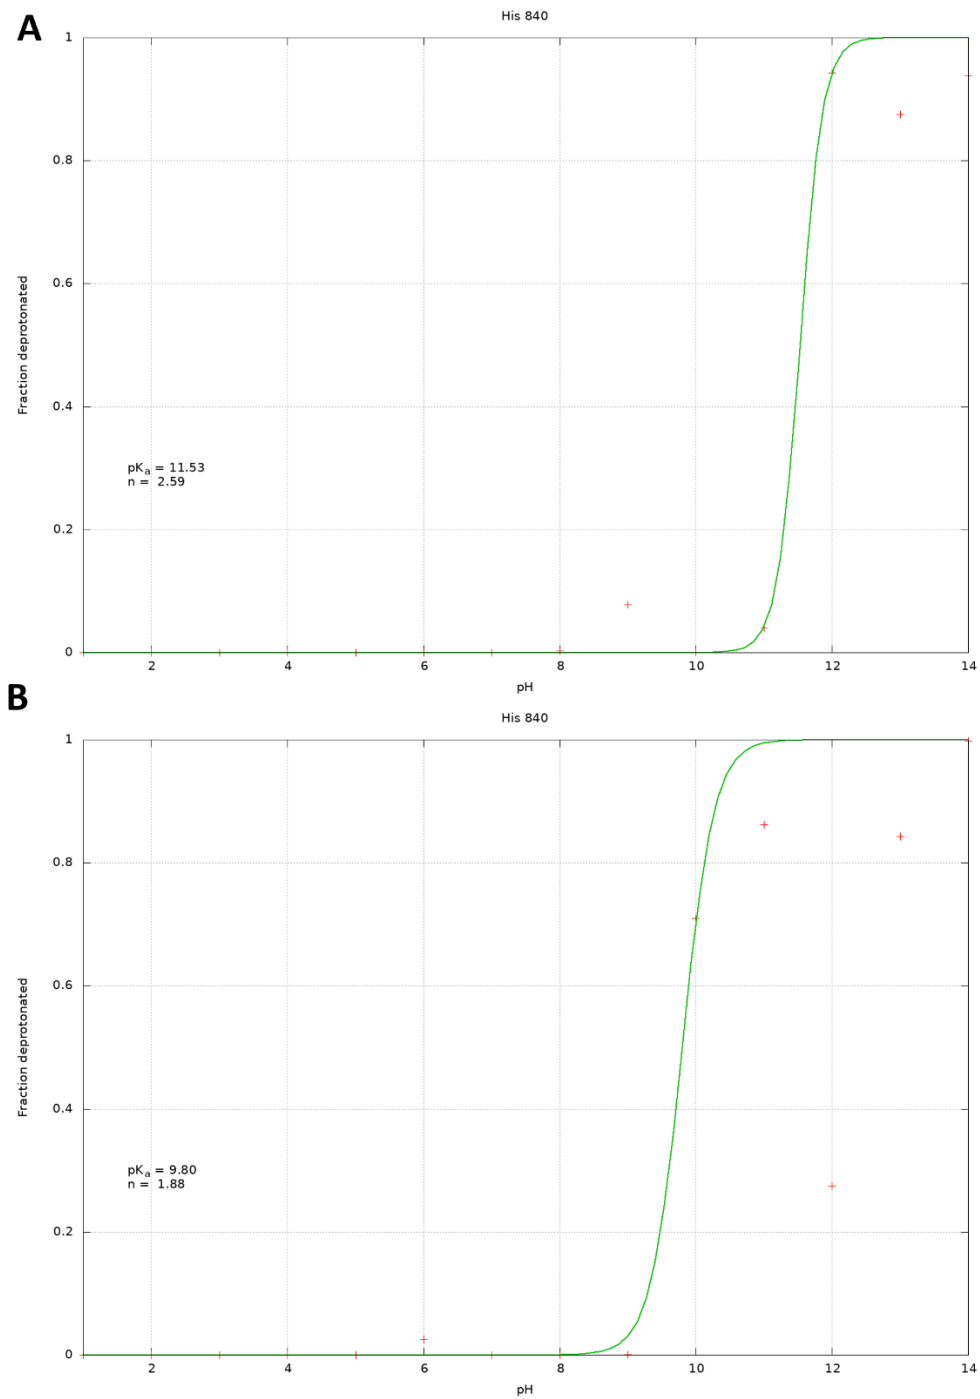 A
His 840
1
0.8
0.6
0.4
0.2
0
Fraction deprotonated
pKa = 11.53
n = 2.59
2 4 6 8 10 12 14
pH
B
His 840
1
0.8
0.6
0.4
0.2
0
Fraction deprotonated
pKa = 9.80
n = 1.88
2 4 6 8 10 12 14
pH